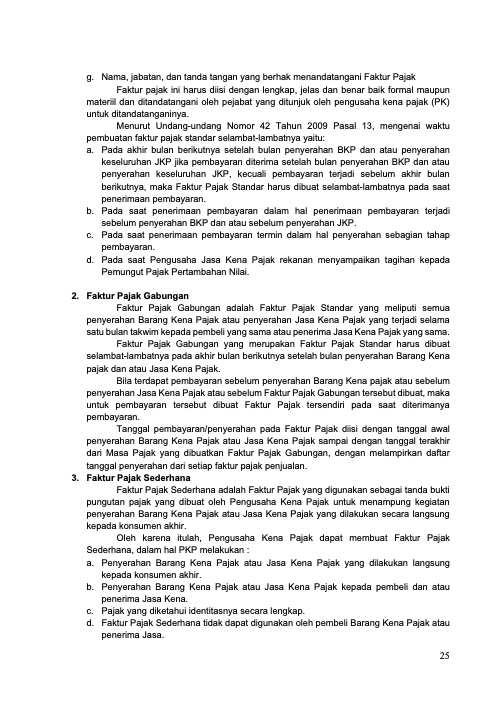 g. Nama, jabatan, dan tanda tangan yang berhak menandatangani Faktur Pajak
Faktur pajak ini harus diisi dengan lengkap, jelas dan benar baik formal maupun
materiil dan ditandatangani oleh pejabat yang ditunjuk oleh pengusaha kena pajak (PK)
untuk ditandatanganinya.
Menurut Undang-undang Nomor 42 Tahun 2009 Pasal 13, mengenai waktu
pembuatan faktur pajak standar selambat-lambatnya yaitu:
a. Pada akhir bulan berikutnya setelah bulan penyerahan BKP dan atau penyerahan
keseluruhan JKP jika pembayaran diterima setelah bulan penyerahan BKP dan atau
penyerahan keseluruhan JKP, kecuali pembayaran terjadi sebelum akhir bulan
berikutnya, maka Faktur Pajak Standar harus dibuat selambat-lambatnya pada saat
penerimaan pembayaran.
b. Pada saat penerimaan pembayaran dalam hal penerimaan pembayaran terjadi
sebelum penyerahan BKP dan atau sebelum penyerahan JKP.
c. Pada saat penerimaan pembayaran termin dalam hal penyerahan sebagian tahap
pembayaran.
d. Pada saat Pengusaha Jasa Kena Pajak rekanan menyampaikan tagihan kepada
Pemungut Pajak Pertambahan Nilai.
2. Faktur Pajak Gabungan
Faktur Pajak Gabungan adalah Faktur Pajak Standar yang meliputi semua
penyerahan Barang Kena Pajak atau penyerahan Jasa Kena Pajak yang terjadi selama
satu bulan takwim kepada pembeli yang sama atau penerima Jasa Kena Pajak yang sama.
Faktur Pajak Gabungan yang merupakan Faktur Pajak Standar harus dibuat
selambat-lambatnya pada akhir bulan berikutnya setelah bulan penyerahan Barang Kena
pajak dan atau Jasa Kena Pajak.
Bila terdapat pembayaran sebelum penyerahan Barang Kena pajak atau sebelum
penyerahan Jasa Kena Pajak atau sebelum Faktur Pajak Gabungan tersebut dibuat, maka
untuk pembayaran tersebut dibuat Faktur Pajak tersendiri pada saat diterimanya
pembayaran.
Tanggal pembayaran/penyerahan pada Faktur Pajak diisi dengan tanggal awal
penyerahan Barang Kena Pajak atau Jasa Kena Pajak sampai dengan tanggal terakhir
dari Masa Pajak yang dibuatkan Faktur Pajak Gabungan, dengan melampirkan daftar
tanggal penyerahan dari setiap faktur pajak penjualan.
3. Faktur Pajak Sederhana
Faktur Pajak Sederhana adalah Faktur Pajak yang digunakan sebagai tanda bukti
pungutan pajak yang dibuat oleh Pengusaha Kena Pajak untuk menampung kegiatan
penyerahan Barang Kena Pajak atau Jasa Kena Pajak yang dilakukan secara langsung
kepada konsumen akhir.
Oleh karena itulah, Pengusaha Kena Pajak dapat membuat Faktur Pajak
Sederhana, dalam hal PKP melakukan :
a. Penyerahan Barang Kena Pajak atau Jasa Kena Pajak yang dilakukan langsung
kepada konsumen akhir.
b. Penyerahan Barang Kena Pajak atau Jasa Kena Pajak kepada pembeli dan atau
penerima Jasa Kena.
c. Pajak yang diketahui identitasnya secara lengkap.
d. Faktur Pajak Sederhana tidak dapat digunakan oleh pembeli Barang Kena Pajak atau
penerima Jasa.
25